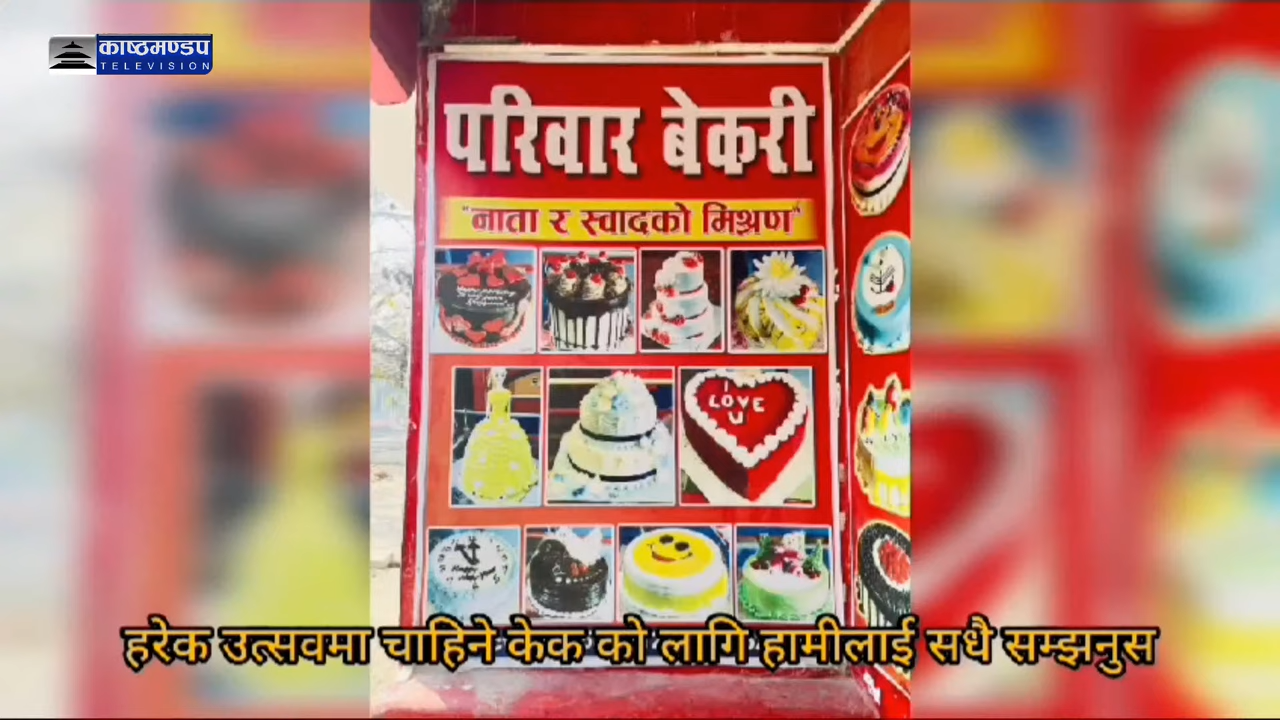 काष्ठमण्डप
TELEVISION
परिवार बेकरी
"नाता र स्वादको मिश्रण"
I
LOVE
U
हरेक उत्सवमा चाहिने केक को लागि हामीलाई सधै सम्झनुस